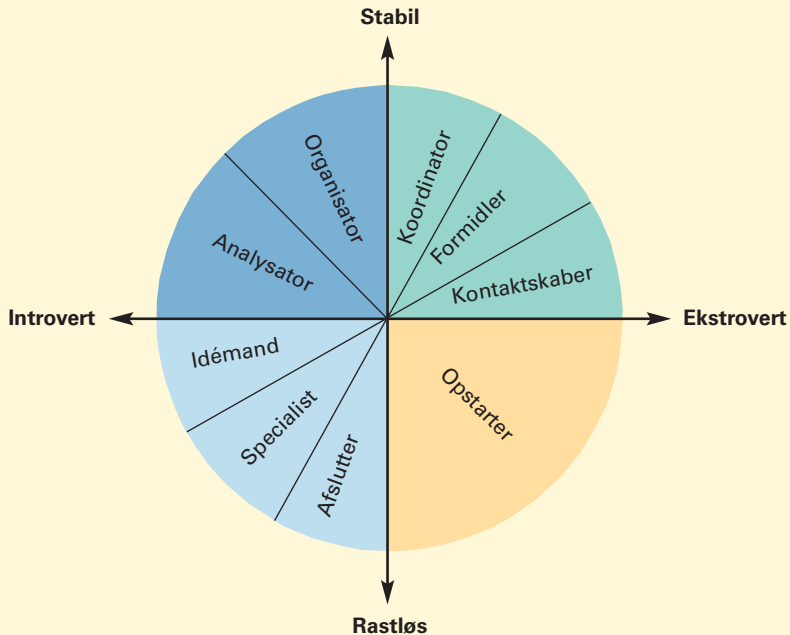 Stabil
Organisator
Koordinator
Formidler
Analysator
Kontaktskaber
Introvert
Ekstrovert
Idémand
Opstarter
Specialist
Afslutter
Rastløs